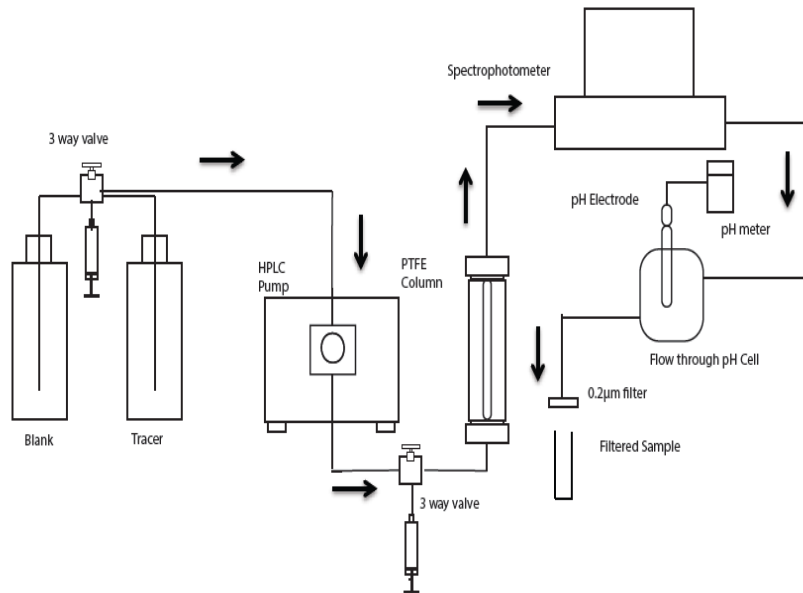 Spectrophotometer
3 way valve
pH Electrode
pH meter
HPLC
Pump
PTFE
Column
Flow through pH Cell
0.2µm filter
Blank
Tracer
Filtered Sample
3 way valve